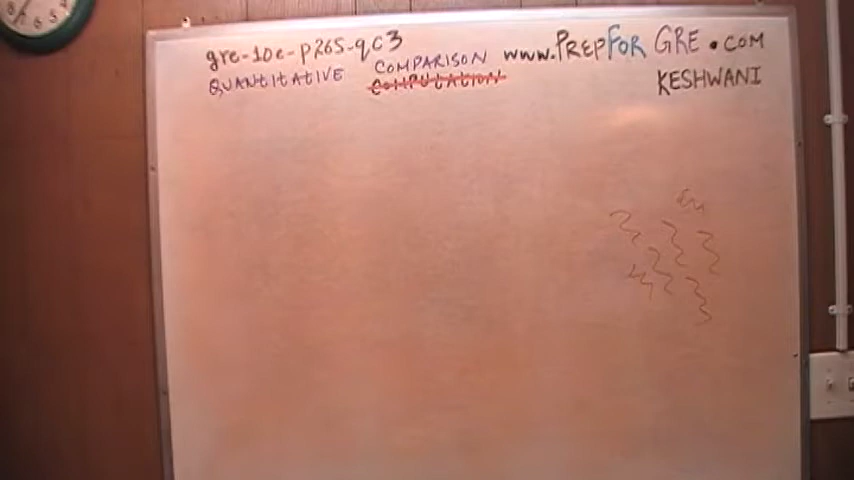 gre-10e-p265-qc3
QUANtitAtiVE COMPARISON
COMPUTATION
www.PREPFOR GRE.COM
KESHWANI